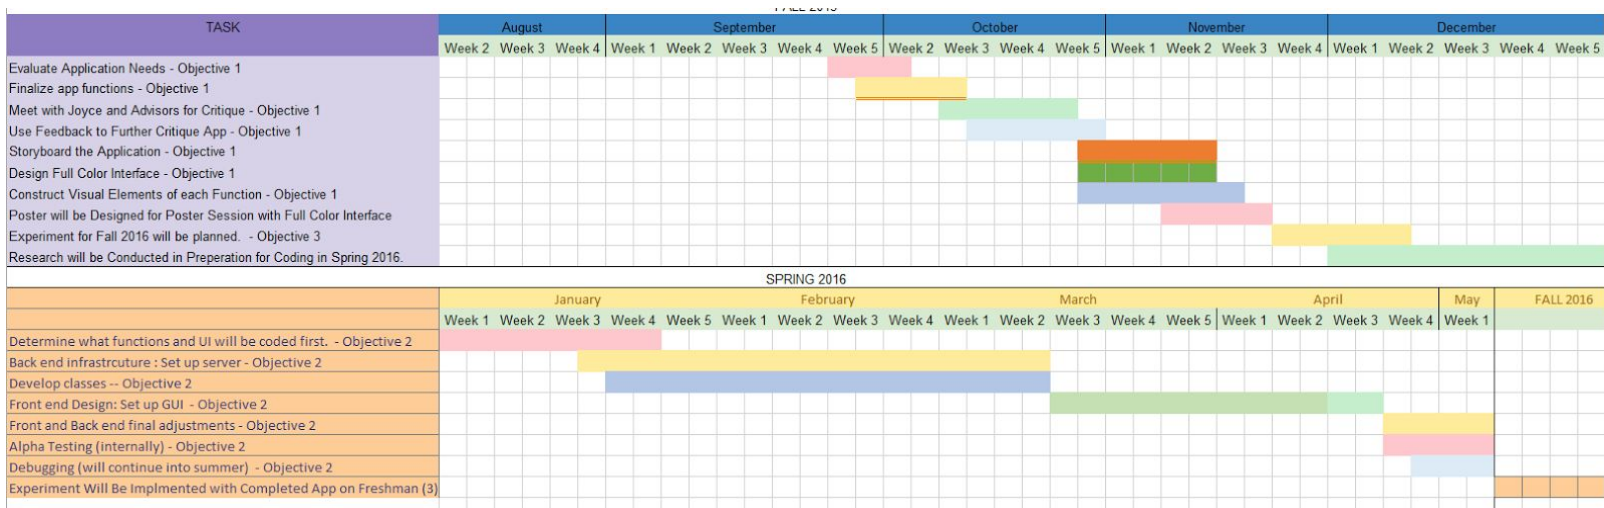 FALL 2015
TASK August September October November December
Week 2 Week 3 Week 4 Week 1 Week 2 Week 3 Week 4 Week 5 Week 2 Week 3 Week 4 Week 5 Week 1 Week 2 Week 3 Week 4 Week 1 Week 2 Week 3 Week 4 Week 5
Evaluate Application Needs - Objective 1
Finalize app functions - Objective 1
Meet with Joyce and Advisors for Critique - Objective 1
Use Feedback to Further Critique App - Objective 1
Storyboard the Application - Objective 1
Design Full Color Interface - Objective 1
Construct Visual Elements of each Function - Objective 1
Poster will be Designed for Poster Session with Full Color Interface
Experiment for Fall 2016 will be planned. - Objective 3
Research will be Conducted in Preperation for Coding in Spring 2016.
SPRING 2016
January February March April May FALL 2016
Week 1 Week 2 Week 3 Week 4 Week 5 Week 1 Week 2 Week 3 Week 4 Week 1 Week 2 Week 3 Week 4 Week 5 Week 1 Week 2 Week 3 Week 4 Week 1
Determine what functions and UI will be coded first. - Objective 2
Back end infrastrcuture : Set up server - Objective 2
Develop classes -- Objective 2
Front end Design: Set up GUI - Objective 2
Front and Back end final adjustments - Objective 2
Alpha Testing (internally) - Objective 2
Debugging (will continue into summer) - Objective 2
Experiment Will Be Implmented with Completed App on Freshman (3)